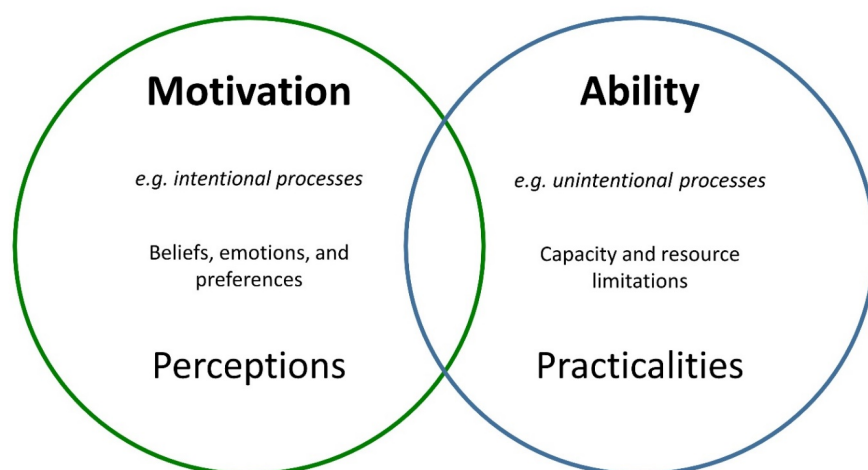 Motivation
e.g. intentional processes
Beliefs, emotions, and
preferences
Perceptions
Ability
e.g. unintentional processes
Capacity and resource
limitations
Practicalities